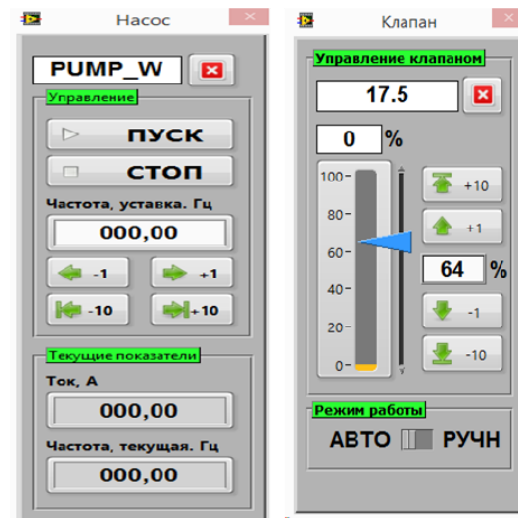 Насос
PUMP_W
Управление
ПУСК
СТОП
Частота, уставка. Гц
000,00
-1
+1
-10
+10
Текущие показатели
Ток, А
000,00
Частота, текущая. Гц
000,00
Клапан
Управление клапаном
17.5
0 %
100
80
60
40
20
0
+10
+1
64 %
-1
-10
Режим работы
АВТО РУЧН